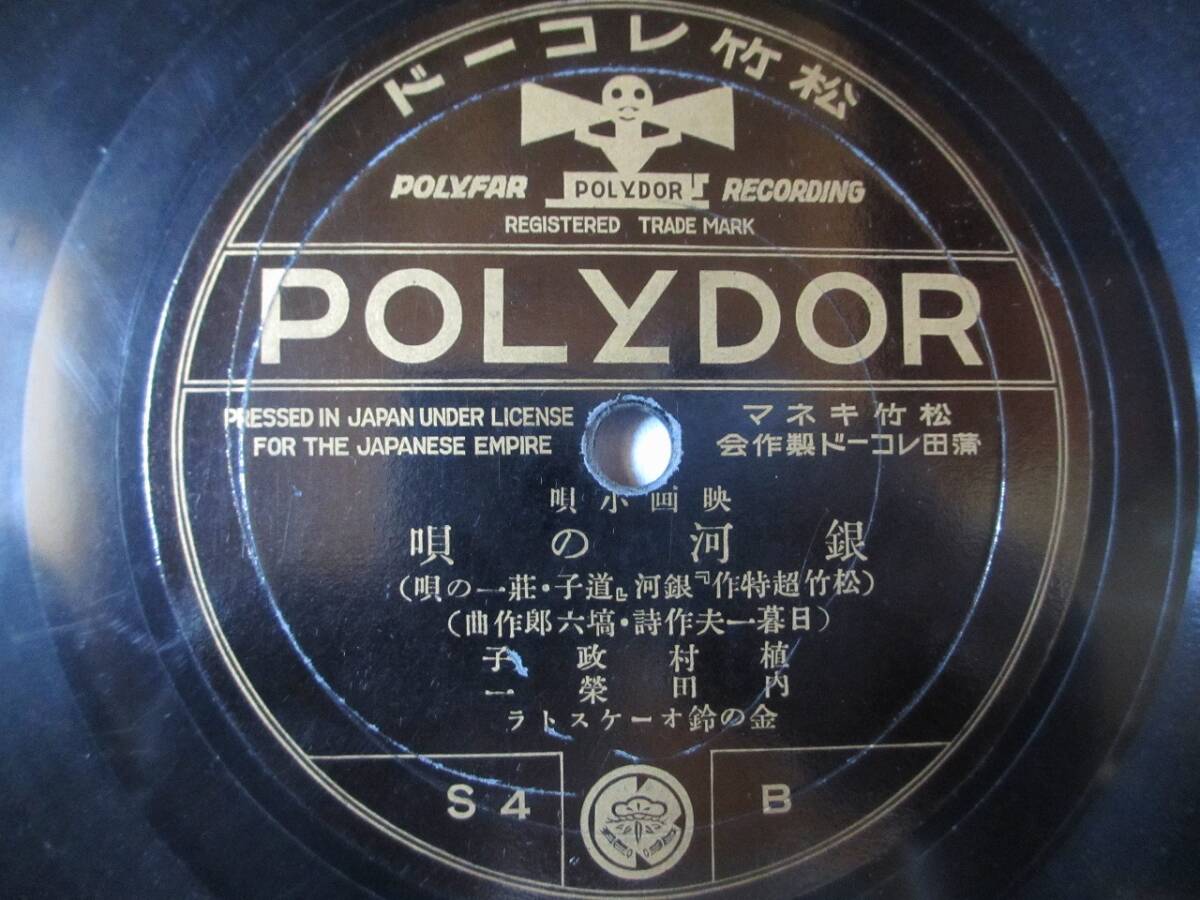 松竹レコード
POLYFAR POLYDOR RECORDING
REGISTERED TRADE MARK
POLYDOR
PRESSED IN JAPAN UNDER LICENSE
FOR THE JAPANESE EMPIRE
松竹キネマ
蒲田レコード製作会
映画小唄
銀河の唄
(松竹超特作『銀河』道子・莊一の唄)
(日暮一夫作詩・塙六郎作曲)
植村政子
内田榮一
金の鈴オーケストラ
S4
B